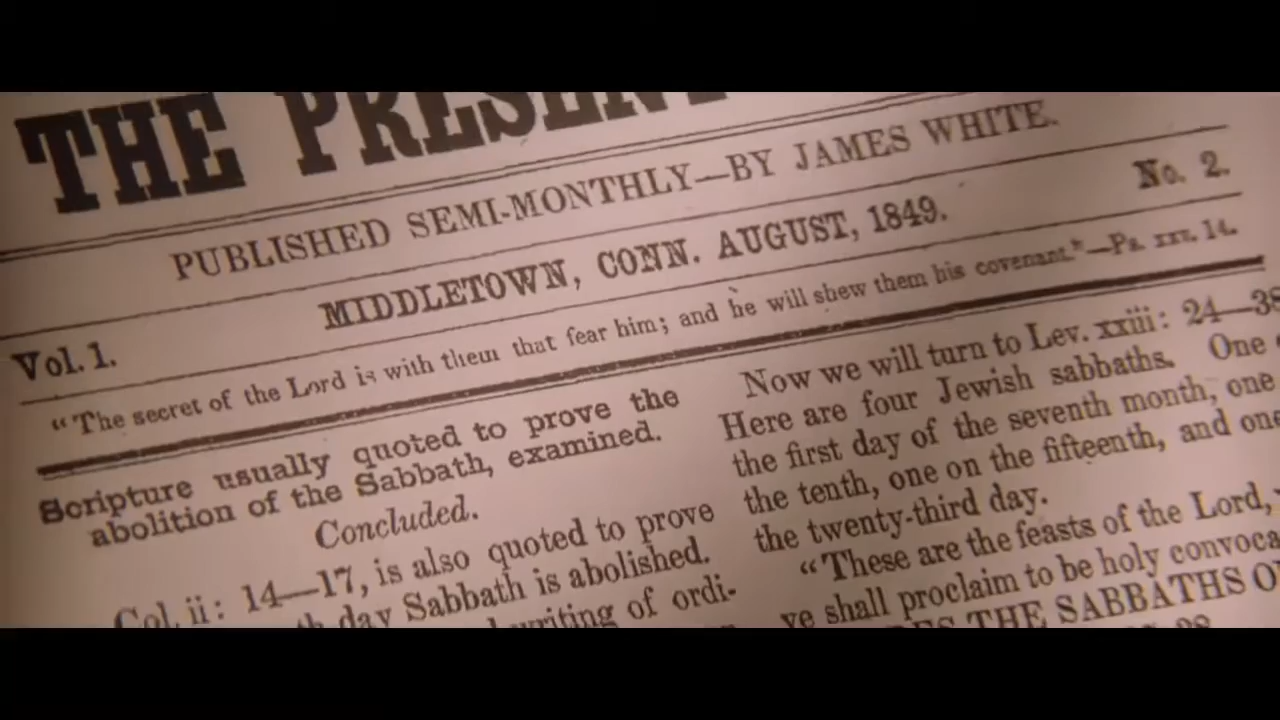 THE PRESENT
PUBLISHED SEMI-MONTHLY—BY JAMES WHITE.
Vol. 1. MIDDLETOWN, CONN. AUGUST, 1849. No. 2.
“The secret of the Lord is with them that fear him; and he will shew them his covenant.”—Ps. xxv. 14.
Scripture usually quoted to prove the
abolition of the Sabbath, examined.
Concluded.
Col. ii: 14—17, is also quoted to prove
day Sabbath is abolished.
writing of ordi-
Now we will turn to Lev. xxiii: 24—38
Here are four Jewish sabbaths. One
the first day of the seventh month, one
the tenth, one on the fifteenth, and one
the twenty-third day.
“These are the feasts of the Lord,
ye shall proclaim to be holy convoca
THE SABBATHS